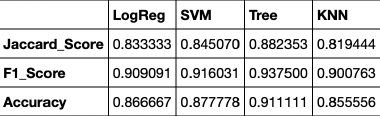 LogReg SVM Tree KNN
Jaccard_Score 0.833333 0.845070 0.882353 0.819444
F1_Score 0.909091 0.916031 0.937500 0.900763
Accuracy 0.866667 0.877778 0.911111 0.855556